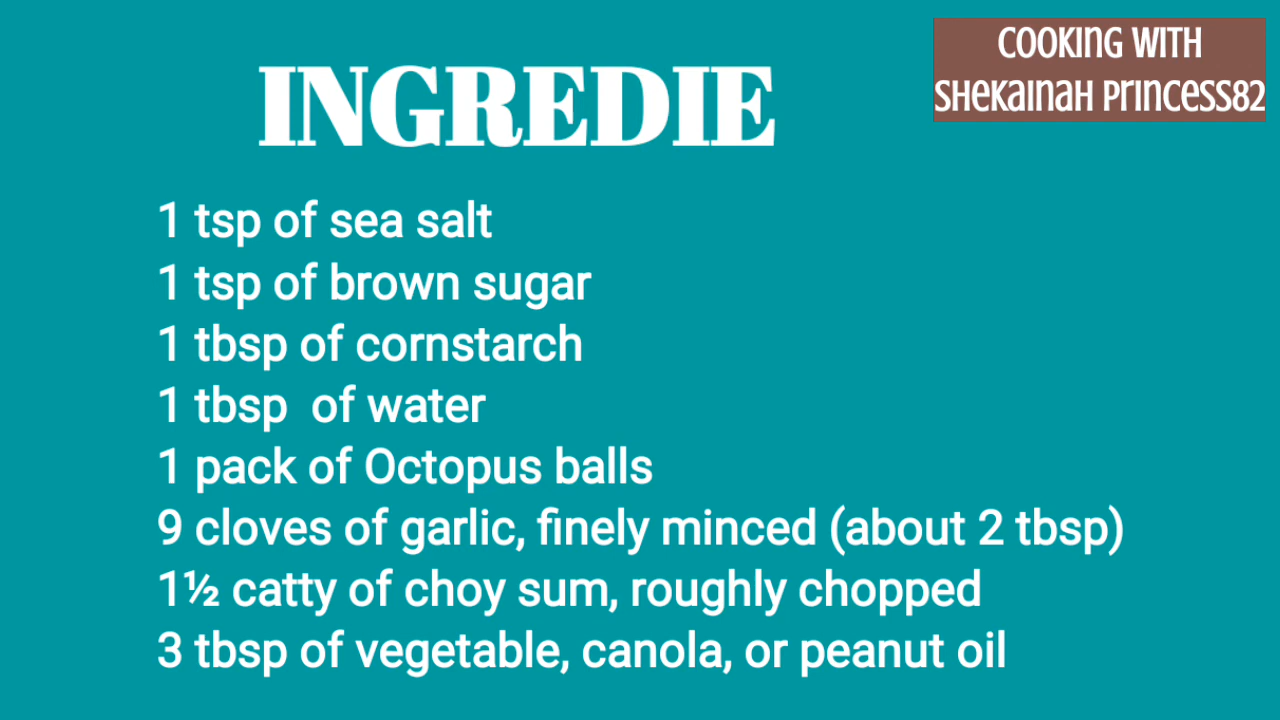 COOKING WITH
SHEKAINAH PRINCESS82
INGREDIE
1 tsp of sea salt
1 tsp of brown sugar
1 tbsp of cornstarch
1 tbsp  of water
1 pack of Octopus balls
9 cloves of garlic, finely minced (about 2 tbsp)
1½ catty of choy sum, roughly chopped
3 tbsp of vegetable, canola, or peanut oil